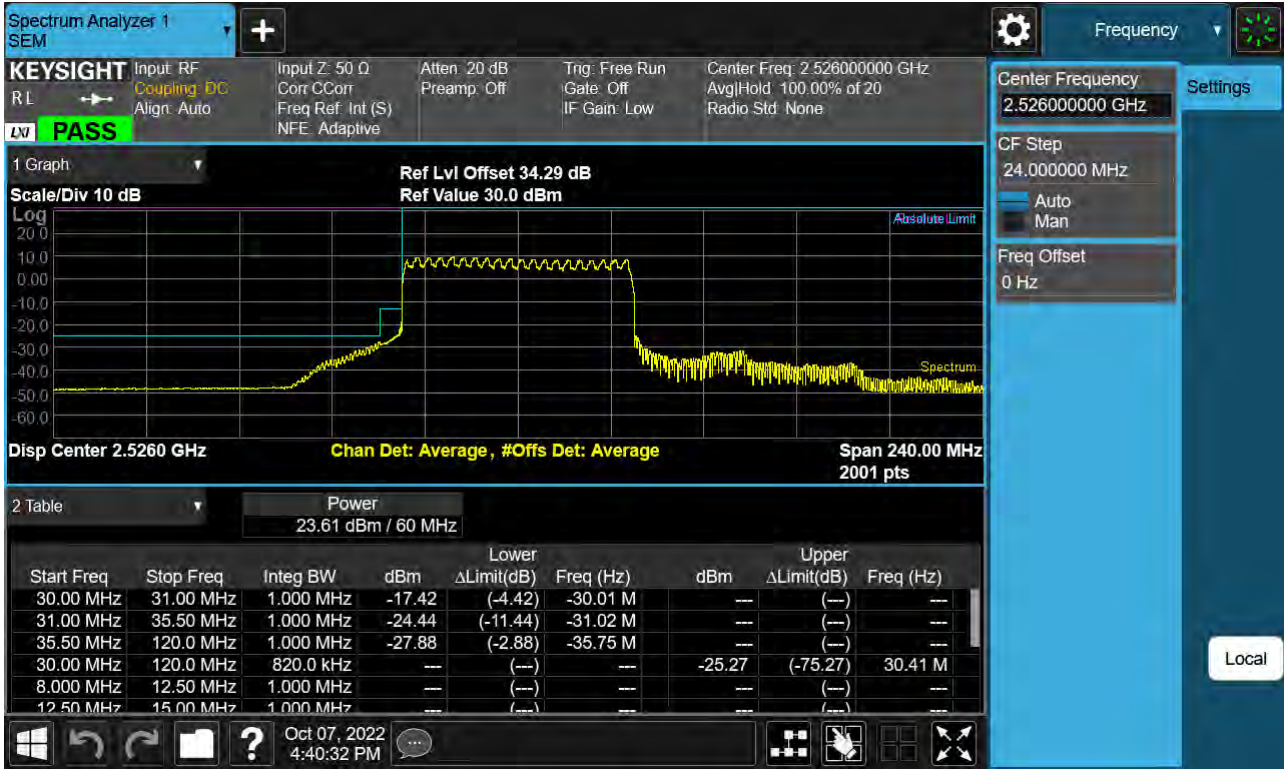 Spectrum Analyzer 1
SEM
Frequency
KEYSIGHT
R L
LXI
PASS
Input: RF
Coupling: DC
Align: Auto
Input Z: 50 Ω
Corr CCorr
Freq Ref: Int (S)
NFE: Adaptive
Atten: 20 dB
Preamp: Off
Trig: Free Run
Gate: Off
IF Gain: Low
Center Freq: 2.526000000 GHz
Avg|Hold: 100.00% of 20
Radio Std: None
Center Frequency
2.526000000 GHz
Settings
CF Step
24.000000 MHz
Auto
Man
Freq Offset
0 Hz
1 Graph
Scale/Div 10 dB
Ref Lvl Offset 34.29 dB
Ref Value 30.0 dBm
Log
20.0
10.0
0.00
-10.0
-20.0
-30.0
-40.0
-50.0
-60.0
Absolute Limit
Spectrum
Disp Center 2.5260 GHz
Chan Det: Average, #Offs Det: Average
Span 240.00 MHz
2001 pts
2 Table
Power
23.61 dBm / 60 MHz
Lower Upper
Start Freq Stop Freq Integ BW dBm ΔLimit(dB) Freq (Hz) dBm ΔLimit(dB) Freq (Hz)
30.00 MHz 31.00 MHz 1.000 MHz -17.42 (-4.42) -30.01 M --- (---) ---
31.00 MHz 35.50 MHz 1.000 MHz -24.44 (-11.44) -31.02 M --- (---) ---
35.50 MHz 120.0 MHz 1.000 MHz -27.88 (-2.88) -35.75 M --- (---) ---
30.00 MHz 120.0 MHz 820.0 kHz --- (---) --- -25.27 (-75.27) 30.41 M
8.000 MHz 12.50 MHz 1.000 MHz --- (---) --- --- (---) ---
12.50 MHz 15.00 MHz 1.000 MHz --- (---) --- --- (---) ---
Local
?
Oct 07, 2022
4:40:32 PM